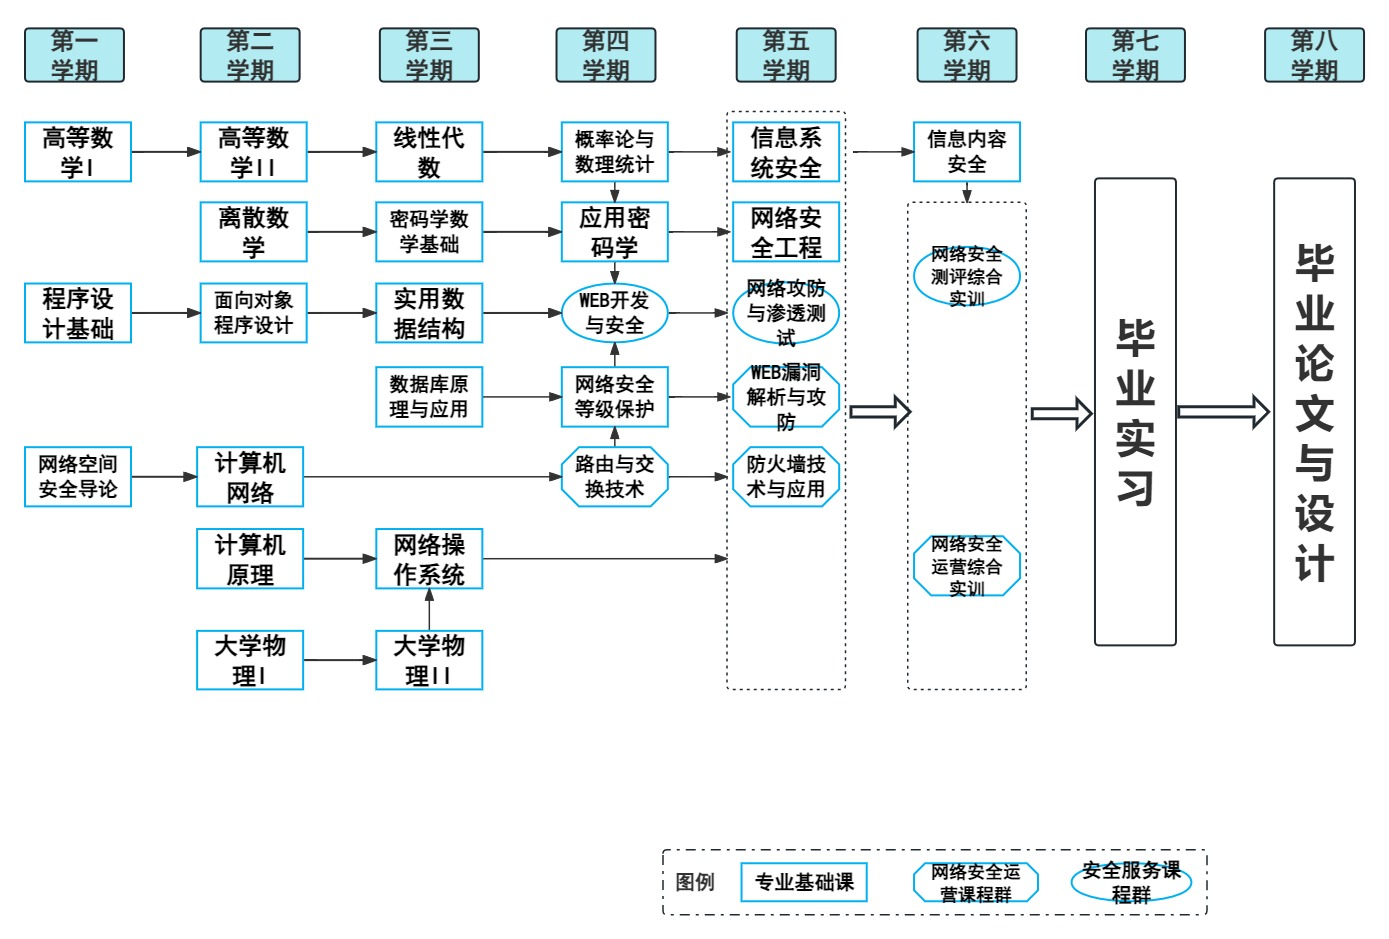 第一
学期
第二
学期
第三
学期
第四
学期
第五
学期
第六
学期
第七
学期
第八
学期
高等数
学I
高等数
学II
线性代
数
概率论与
数理统计
信息系
统安全
信息内容
安全
离散数
学
密码学数
学基础
应用密
码学
网络安
全工程
网络安全
测评综合
实训
程序设
计基础
面向对象
程序设计
实用数
据结构
WEB开发
与安全
网络攻防
与渗透测
试
数据库原
理与应用
网络安全
等级保护
WEB漏洞
解析与攻
防
网络空间
安全导论
计算机
网络
路由与交
换技术
防火墙技
术与应用
计算机
原理
网络操
作系统
网络安全
运营综合
实训
大学物
理I
大学物
理II
毕
业
实
习
毕
业
论
文
与
设
计
图例
专业基础课
网络安全运
营课程群
安全服务课
程群